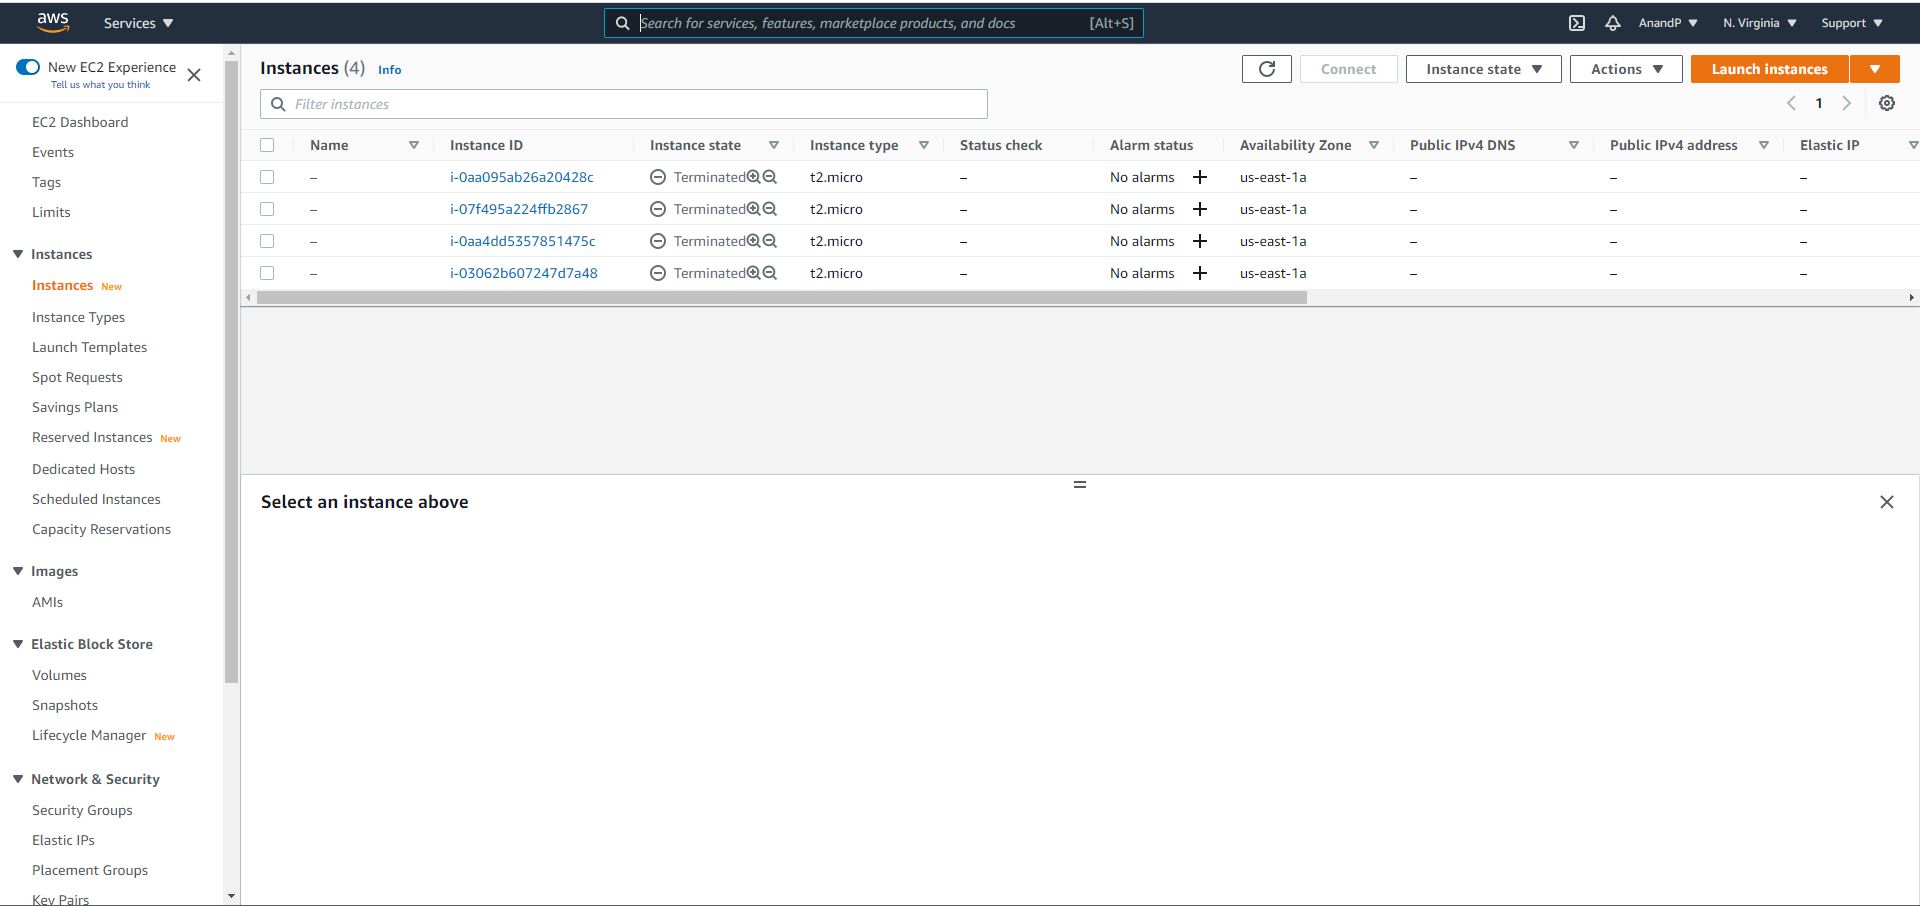 aws Services Search for services, features, marketplace products, and docs [Alt+S] AnandP N. Virginia Support
New EC2 Experience
Tell us what you think
EC2 Dashboard
Events
Tags
Limits
Instances
Instances New
Instance Types
Launch Templates
Spot Requests
Savings Plans
Reserved Instances New
Dedicated Hosts
Scheduled Instances
Capacity Reservations
Images
AMIs
Elastic Block Store
Volumes
Snapshots
Lifecycle Manager New
Network & Security
Security Groups
Elastic IPs
Placement Groups
Key Pairs
Instances (4) Info Connect Instance state Actions Launch instances
Filter instances 1
Name Instance ID Instance state Instance type Status check Alarm status Availability Zone Public IPv4 DNS Public IPv4 address Elastic IP
– i-0aa095ab26a20428c Terminated t2.micro – No alarms + us-east-1a – – –
– i-07f495a224ffb2867 Terminated t2.micro – No alarms + us-east-1a – – –
– i-0aa4dd5357851475c Terminated t2.micro – No alarms + us-east-1a – – –
– i-03062b607247d7a48 Terminated t2.micro – No alarms + us-east-1a – – –
Select an instance above